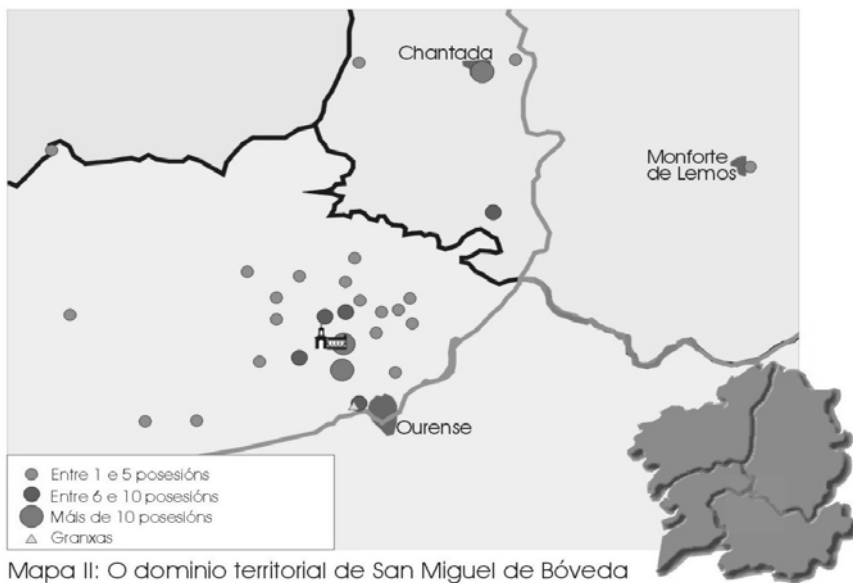 Chantada
Monforte
de Lemos
Ourense
Entre 1 e 5 posesións
Entre 6 e 10 posesións
Máis de 10 posesións
Granxas
Mapa II: O dominio territorial de San Miguel de Bóveda